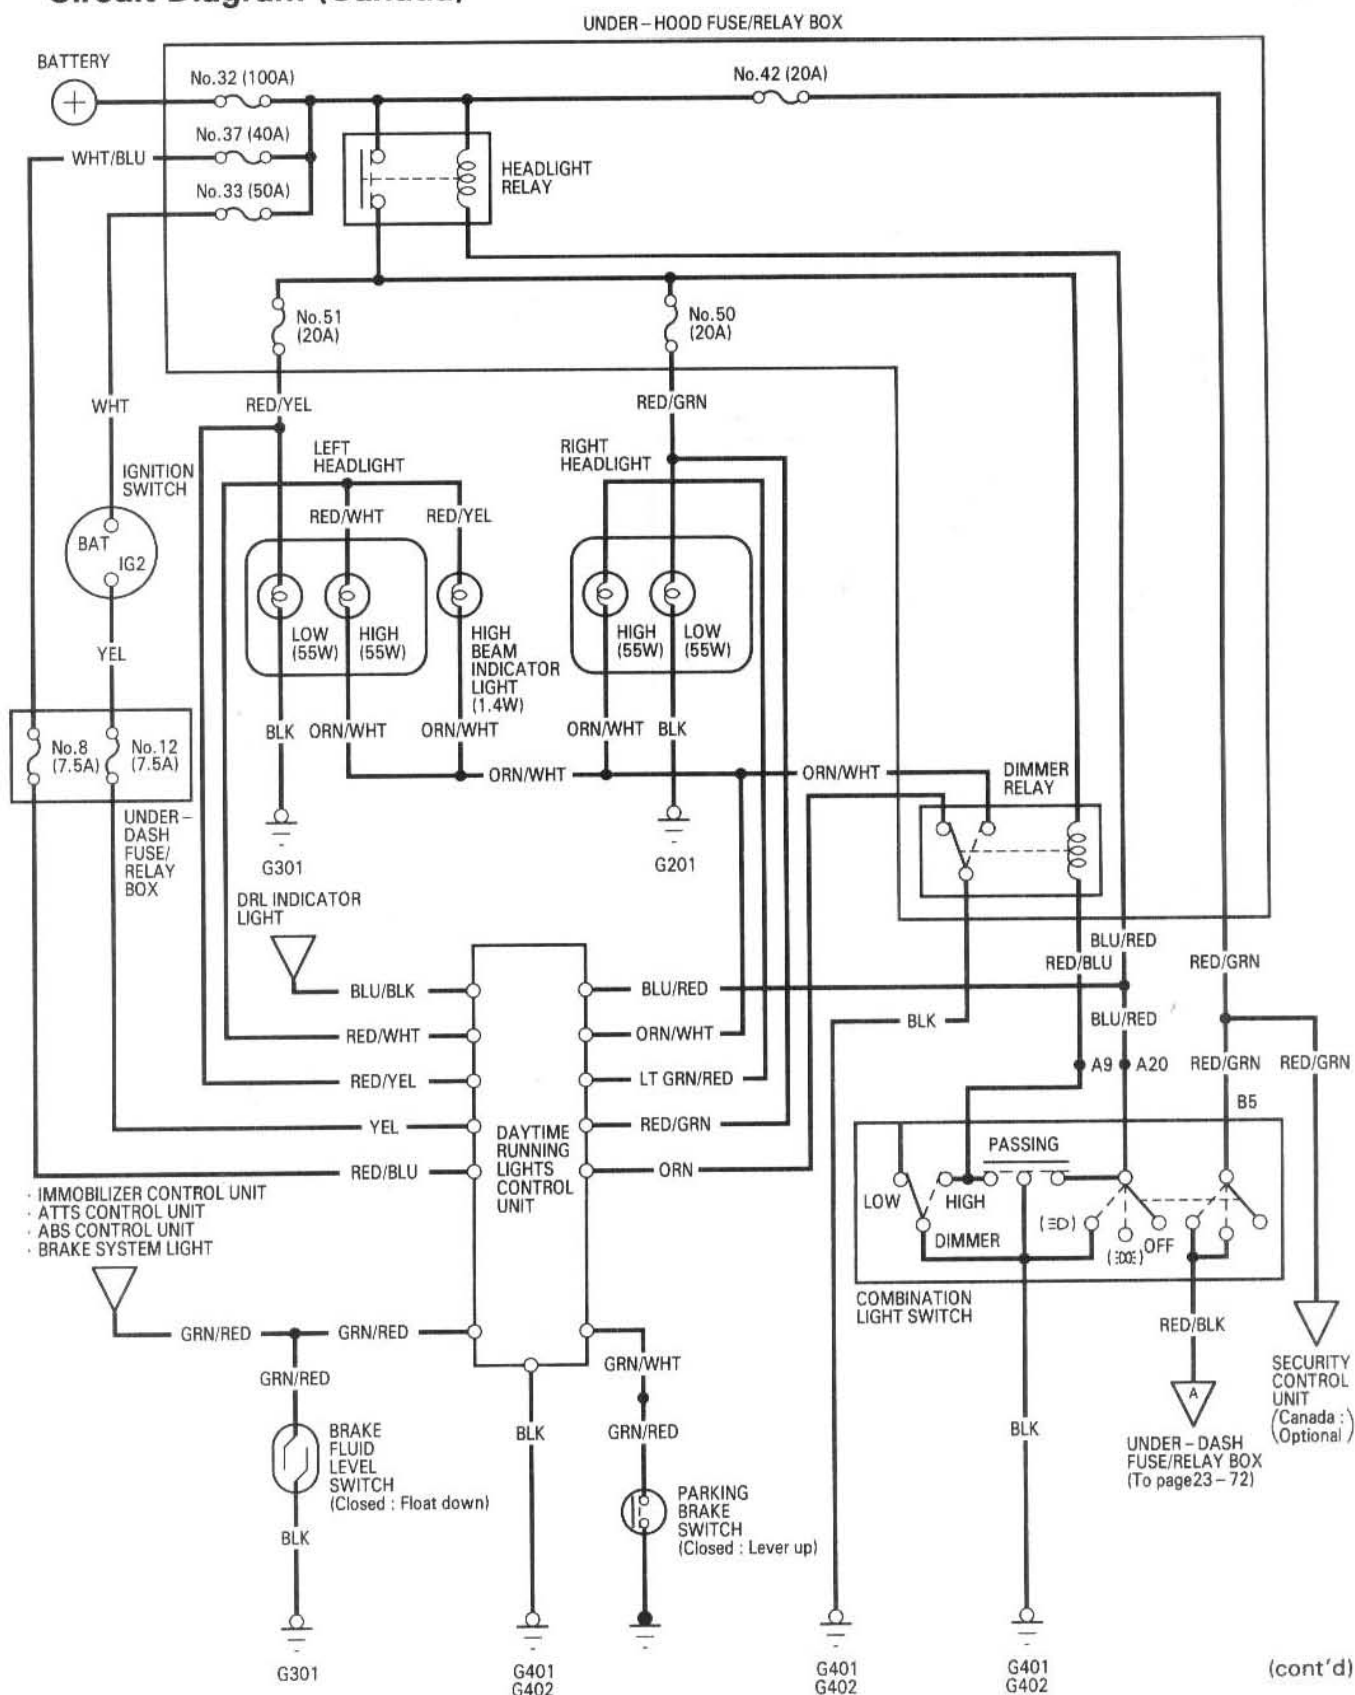 Circuit Diagram (Canada)
UNDER-HOOD FUSE/RELAY BOX
BATTERY
+
No.32 (100A)
No.42 (20A)
No.37 (40A)
WHT/BLU
No.33 (50A)
HEADLIGHT
RELAY
No.51
(20A)
No.50
(20A)
WHT
RED/YEL
RED/GRN
LEFT
HEADLIGHT
RIGHT
HEADLIGHT
IGNITION
SWITCH
BAT
IG2
RED/WHT
RED/YEL
LOW
(55W)
HIGH
(55W)
HIGH
BEAM
INDICATOR
LIGHT
(1.4W)
HIGH
(55W)
LOW
(55W)
YEL
BLK
ORN/WHT
ORN/WHT
ORN/WHT
BLK
No.8
(7.5A)
No.12
(7.5A)
ORN/WHT
ORN/WHT
DIMMER
RELAY
UNDER-
DASH
FUSE/
RELAY
BOX
G301
G201
DRL INDICATOR
LIGHT
BLU/RED
RED/BLU
RED/GRN
BLU/BLK
BLU/RED
BLK
BLU/RED
RED/WHT
ORN/WHT
A9
A20
RED/GRN
RED/GRN
RED/YEL
LT GRN/RED
B5
YEL
RED/GRN
DAYTIME
RUNNING
LIGHTS
CONTROL
UNIT
RED/BLU
ORN
PASSING
LOW
HIGH
DIMMER
OFF
· IMMOBILIZER CONTROL UNIT
· ATTS CONTROL UNIT
· ABS CONTROL UNIT
· BRAKE SYSTEM LIGHT
COMBINATION
LIGHT SWITCH
GRN/RED
GRN/RED
GRN/WHT
RED/BLK
GRN/RED
A
SECURITY
CONTROL
UNIT
(Canada :
Optional)
BRAKE
FLUID
LEVEL
SWITCH
(Closed : Float down)
BLK
GRN/RED
BLK
UNDER-DASH
FUSE/RELAY BOX
(To page23-72)
PARKING
BRAKE
SWITCH
(Closed : Lever up)
BLK
G301
G401
G402
G401
G402
G401
G402
(cont'd)